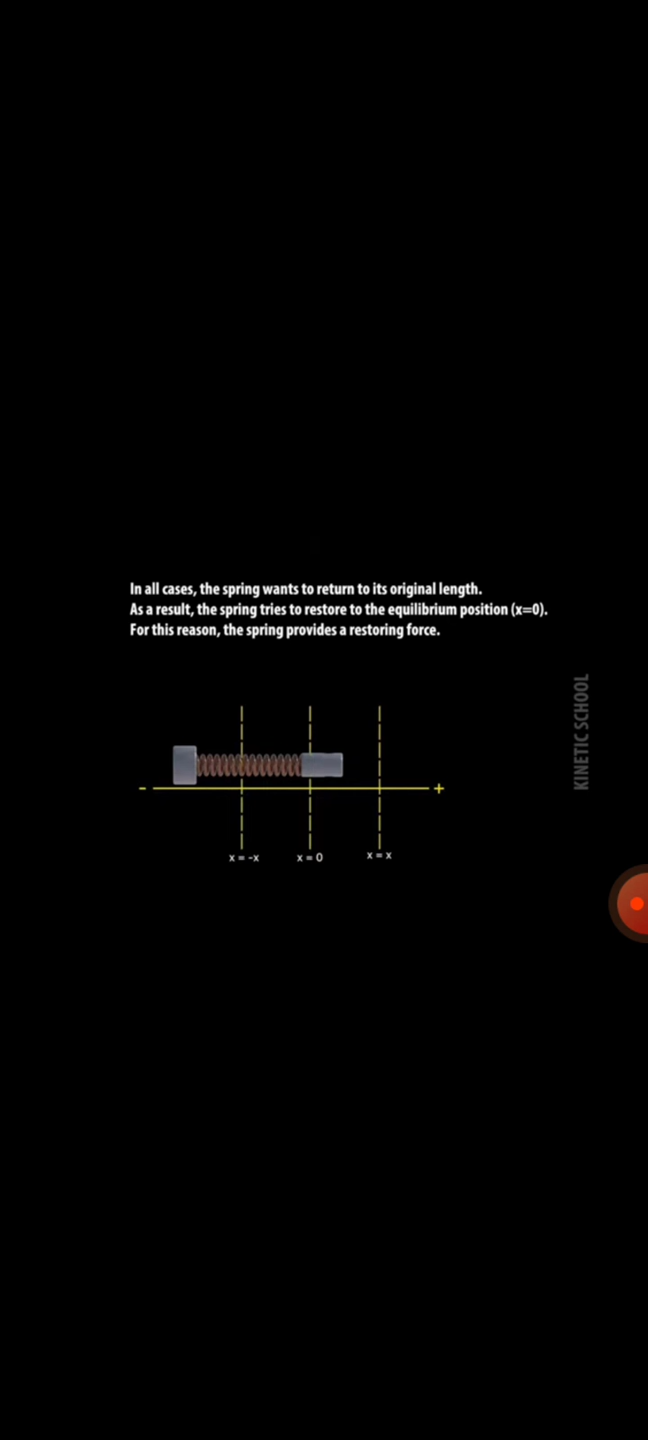 In all cases, the spring wants to return to its original length.
As a result, the spring tries to restore to the equilibrium position (x=0).
For this reason, the spring provides a restoring force.
KINETIC SCHOOL
- +
x = -x x = 0 x = x